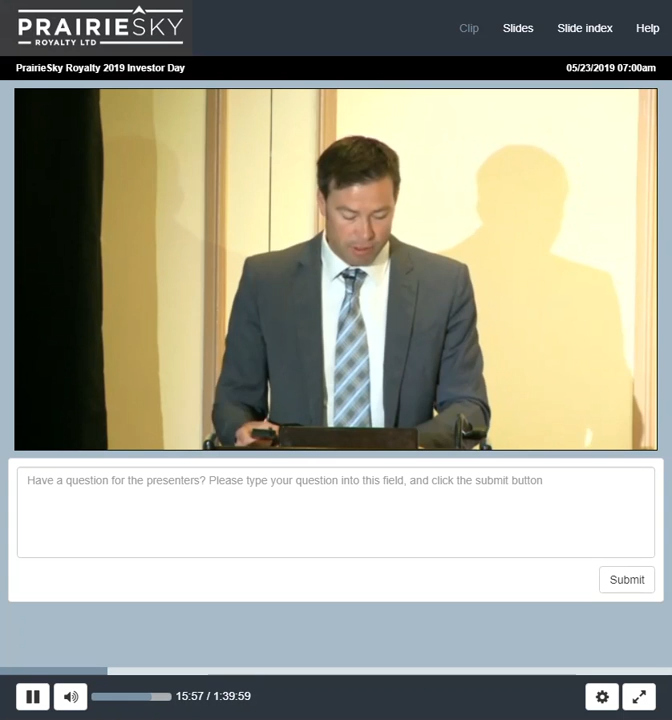 PRAIRIESKY
ROYALTY LTD
Clip Slides Slide index Help
PrairieSky Royalty 2019 Investor Day 05/23/2019 07:00am
Have a question for the presenters? Please type your question into this field, and click the submit button
Submit
15:57 / 1:39:59